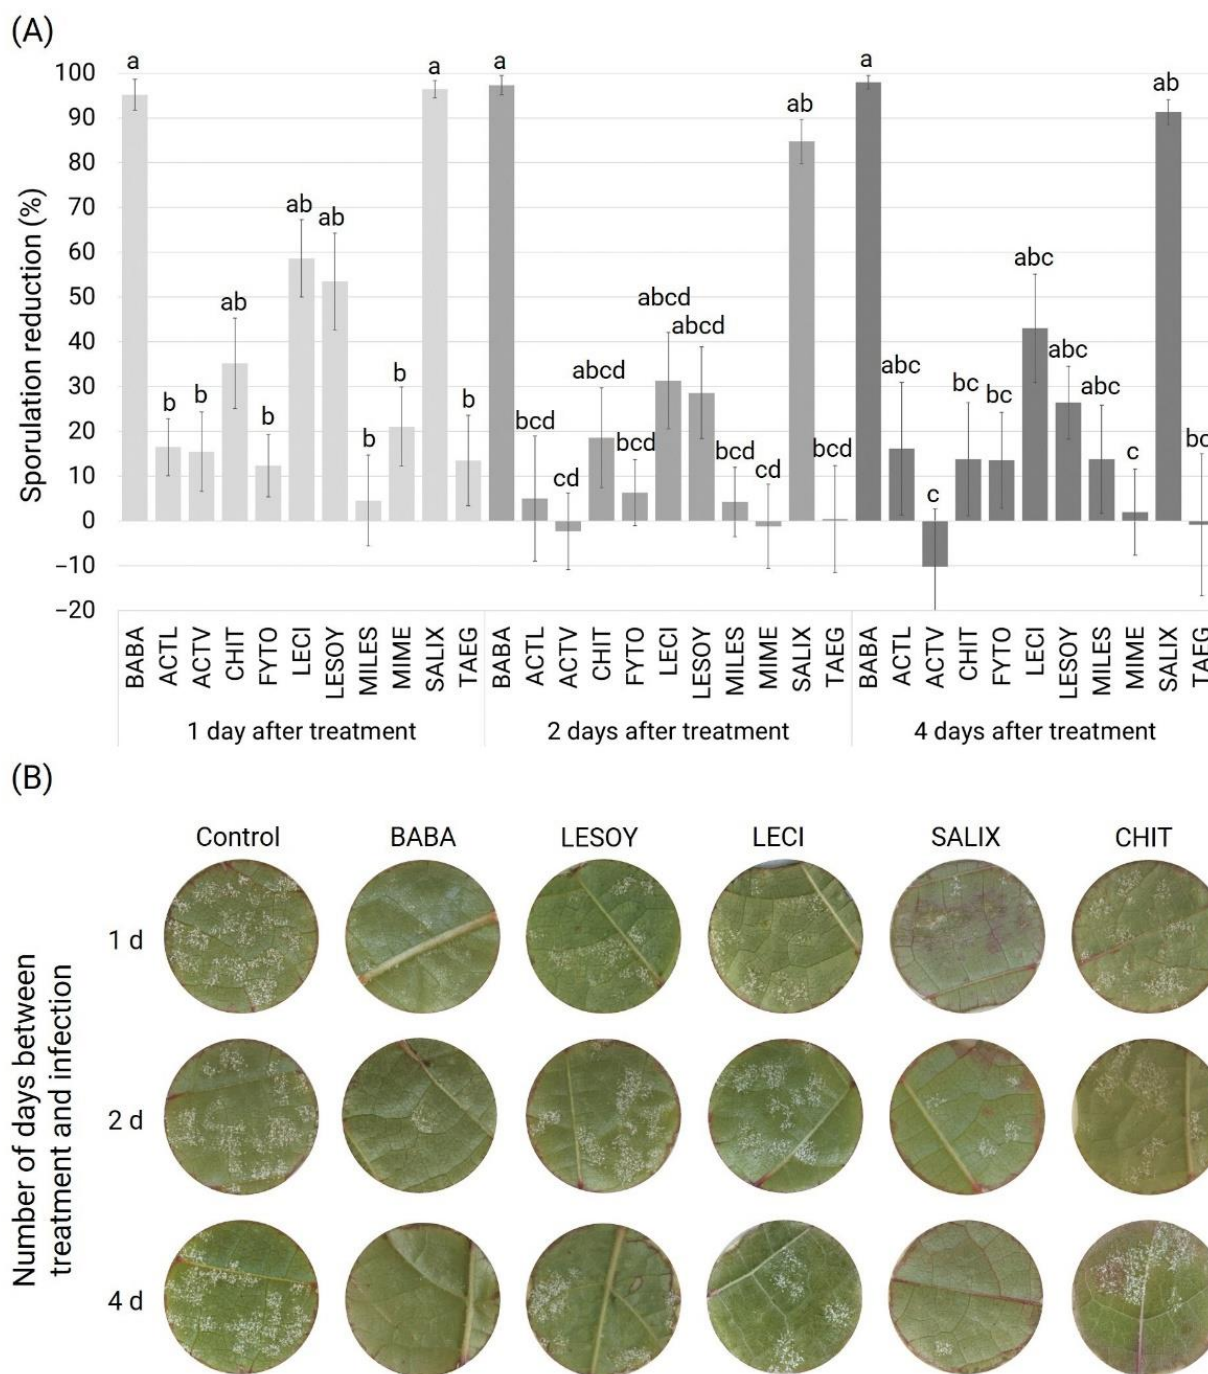 (A)
Sporulation reduction (%)
100
90
80
70
60
50
40
30
20
10
0
−10
−20
a
b
b
ab
b
ab
ab
b
b
a
b
a
bcd
cd
abcd
bcd
abcd
abcd
bcd
cd
ab
bcd
a
abc
c
bc
bc
abc
abc
abc
c
ab
bc
BABA
ACTL
ACTV
CHIT
FYTO
LECI
LESOY
MILES
MIME
SALIX
TAEG
BABA
ACTL
ACTV
CHIT
FYTO
LECI
LESOY
MILES
MIME
SALIX
TAEG
BABA
ACTL
ACTV
CHIT
FYTO
LECI
LESOY
MILES
MIME
SALIX
TAEG
1 day after treatment
2 days after treatment
4 days after treatment
(B)
Control
BABA
LESOY
LECI
SALIX
CHIT
Number of days between
treatment and infection
1 d
2 d
4 d